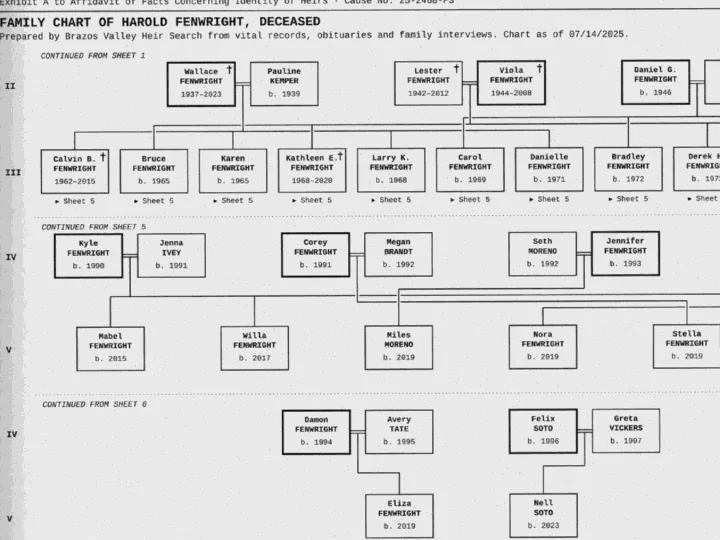 Exhibit A to Affidavit of Facts Concerning Identity of Heirs · Cause No.
FAMILY CHART OF HAROLD FENWRIGHT, DECEASED
Prepared by Brazos Valley Heir Search from vital records, obituaries and family interviews. Chart as of 07/14/2025.
CONTINUED FROM SHEET 1
II
Wallace †
FENWRIGHT
1937–2023
Pauline
KEMPER
b. 1939
Lester †
FENWRIGHT
1942–2012
Viola †
FENWRIGHT
1944–2008
Daniel G.
FENWRIGHT
b. 1946
III
Calvin B. †
FENWRIGHT
1962–2015
▸ Sheet 5
Bruce
FENWRIGHT
b. 1965
▸ Sheet 5
Karen
FENWRIGHT
b. 1965
▸ Sheet 5
Kathleen E.†
FENWRIGHT
1968–2020
▸ Sheet 5
Larry K.
FENWRIGHT
b. 1968
▸ Sheet 5
Carol
FENWRIGHT
b. 1969
▸ Sheet 5
Danielle
FENWRIGHT
b. 1971
▸ Sheet 5
Bradley
FENWRIGHT
b. 1972
▸ Sheet 5
Derek
▸ Sheet
CONTINUED FROM SHEET 5
IV
Kyle
FENWRIGHT
b. 1990
Jenna
IVEY
b. 1991
Corey
FENWRIGHT
b. 1991
Megan
BRANDT
b. 1992
Seth
MORENO
b. 1992
Jennifer
FENWRIGHT
b. 1993
V
Mabel
FENWRIGHT
b. 2015
Willa
FENWRIGHT
b. 2017
Miles
MORENO
b. 2019
Nora
FENWRIGHT
b. 2019
Stella
FENWRIGHT
b. 2019
CONTINUED FROM SHEET 6
IV
Damon
FENWRIGHT
b. 1994
Avery
TATE
b. 1995
Felix
SOTO
b. 1996
Greta
VICKERS
b. 1997
V
Eliza
FENWRIGHT
b. 2019
Nell
SOTO
b. 2023